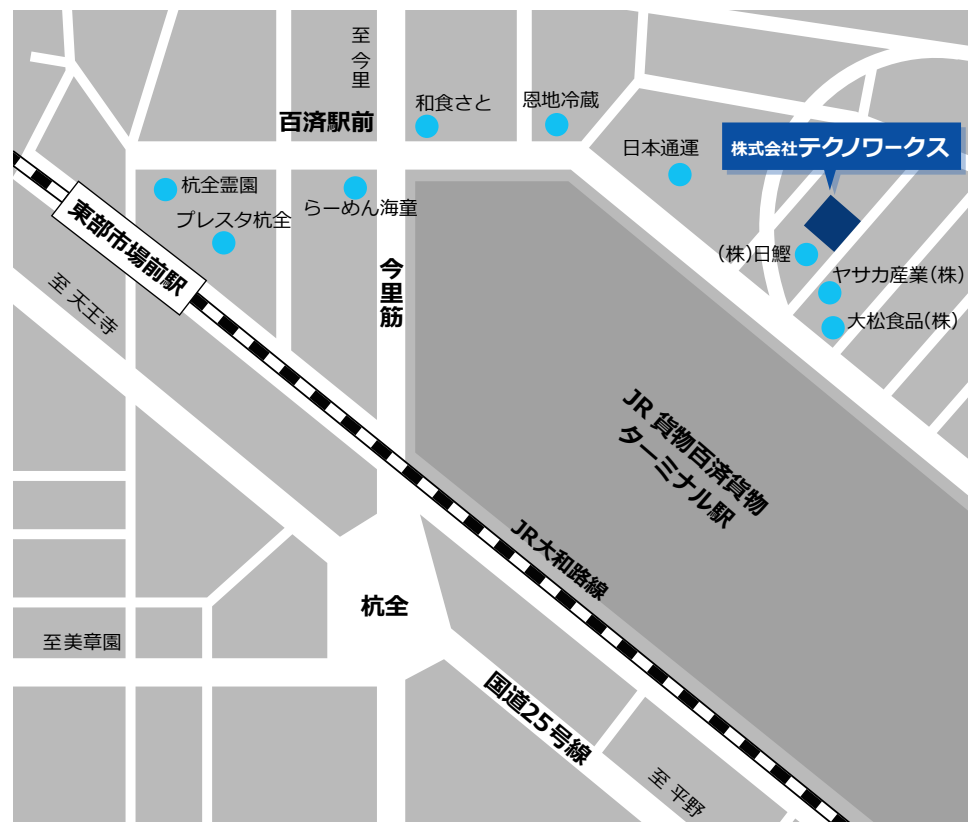 至 今里
和食さと
恩地冷蔵
百済駅前
日本通運
株式会社テクノワークス
杭全霊園
らーめん海童
プレスタ杭全
東部市場前駅
(株)日鰹
今里筋
ヤサカ産業(株)
至 天王寺
大松食品(株)
JR 貨物百済貨物
ターミナル駅
JR大和路線
杭全
至美章園
国道25号線
至 平野